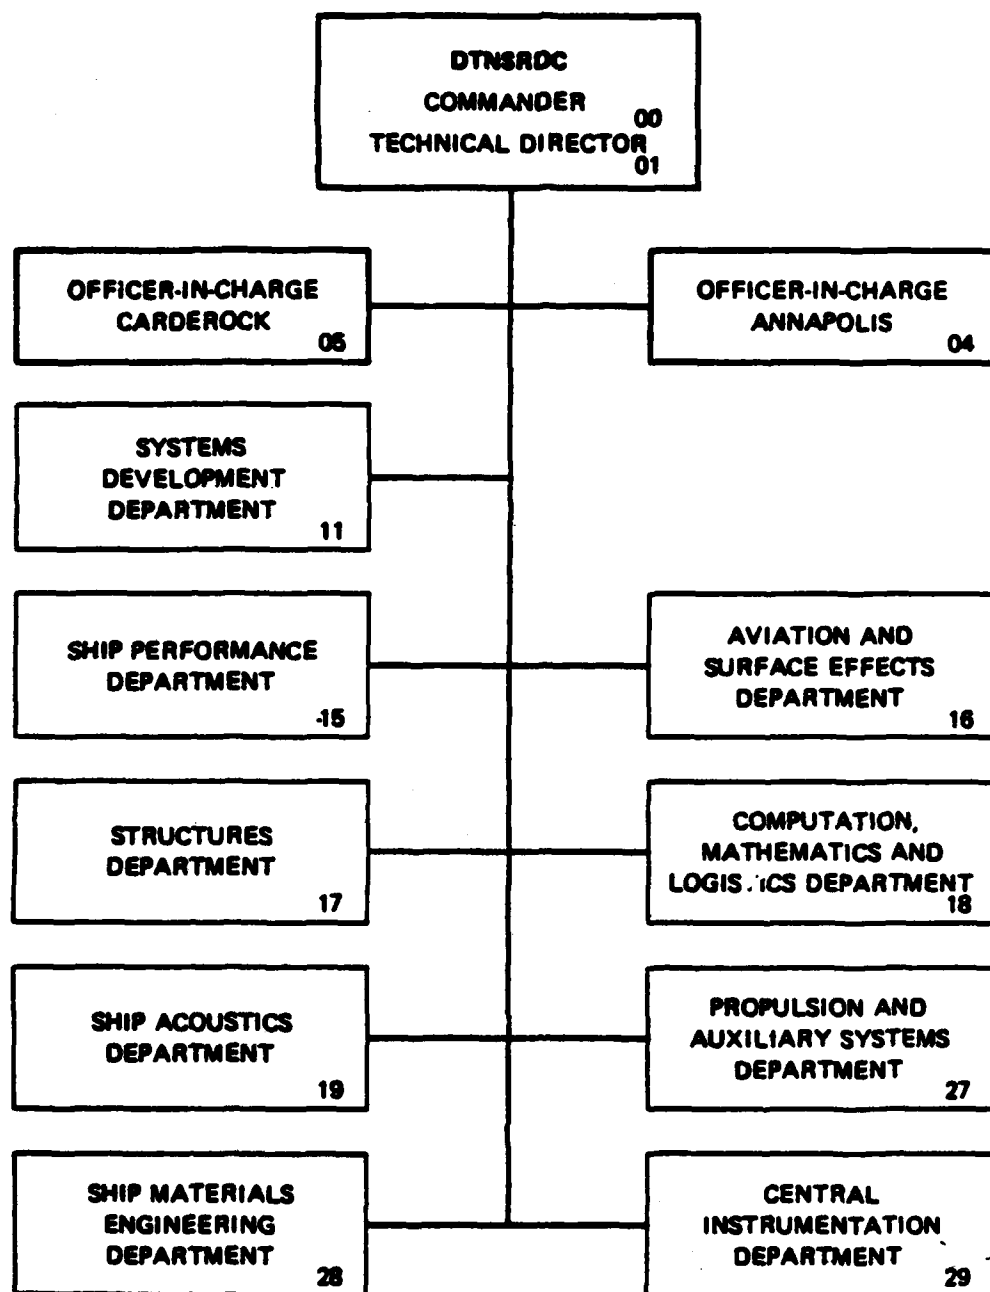 DTNSRDC
COMMANDER
00
TECHNICAL DIRECTOR
01
OFFICER-IN-CHARGE
CARDEROCK
05
OFFICER-IN-CHARGE
ANNAPOLIS
04
SYSTEMS
DEVELOPMENT
DEPARTMENT
11
SHIP PERFORMANCE
DEPARTMENT
15
AVIATION AND
SURFACE EFFECTS
DEPARTMENT
16
STRUCTURES
DEPARTMENT
17
COMPUTATION,
MATHEMATICS AND
LOGISTICS DEPARTMENT
18
SHIP ACOUSTICS
DEPARTMENT
19
PROPULSION AND
AUXILIARY SYSTEMS
DEPARTMENT
27
SHIP MATERIALS
ENGINEERING
DEPARTMENT
28
CENTRAL
INSTRUMENTATION
DEPARTMENT
29